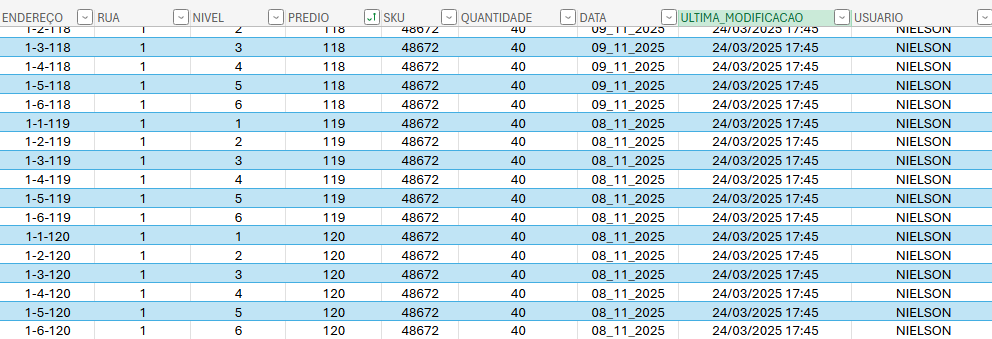 ENDEREÇO RUA NIVEL PREDIO SKU QUANTIDADE DATA ULTIMA_MODIFICACAO USUARIO
1-2-118 1 2 118 48672 40 09_11_2025 24/03/2025 17:45 NIELSON
1-3-118 1 3 118 48672 40 09_11_2025 24/03/2025 17:45 NIELSON
1-4-118 1 4 118 48672 40 09_11_2025 24/03/2025 17:45 NIELSON
1-5-118 1 5 118 48672 40 09_11_2025 24/03/2025 17:45 NIELSON
1-6-118 1 6 118 48672 40 09_11_2025 24/03/2025 17:45 NIELSON
1-1-119 1 1 119 48672 40 08_11_2025 24/03/2025 17:45 NIELSON
1-2-119 1 2 119 48672 40 08_11_2025 24/03/2025 17:45 NIELSON
1-3-119 1 3 119 48672 40 08_11_2025 24/03/2025 17:45 NIELSON
1-4-119 1 4 119 48672 40 08_11_2025 24/03/2025 17:45 NIELSON
1-5-119 1 5 119 48672 40 08_11_2025 24/03/2025 17:45 NIELSON
1-6-119 1 6 119 48672 40 08_11_2025 24/03/2025 17:45 NIELSON
1-1-120 1 1 120 48672 40 08_11_2025 24/03/2025 17:45 NIELSON
1-2-120 1 2 120 48672 40 08_11_2025 24/03/2025 17:45 NIELSON
1-3-120 1 3 120 48672 40 08_11_2025 24/03/2025 17:45 NIELSON
1-4-120 1 4 120 48672 40 08_11_2025 24/03/2025 17:45 NIELSON
1-5-120 1 5 120 48672 40 08_11_2025 24/03/2025 17:45 NIELSON
1-6-120 1 6 120 48672 40 08_11_2025 24/03/2025 17:45 NIELSON